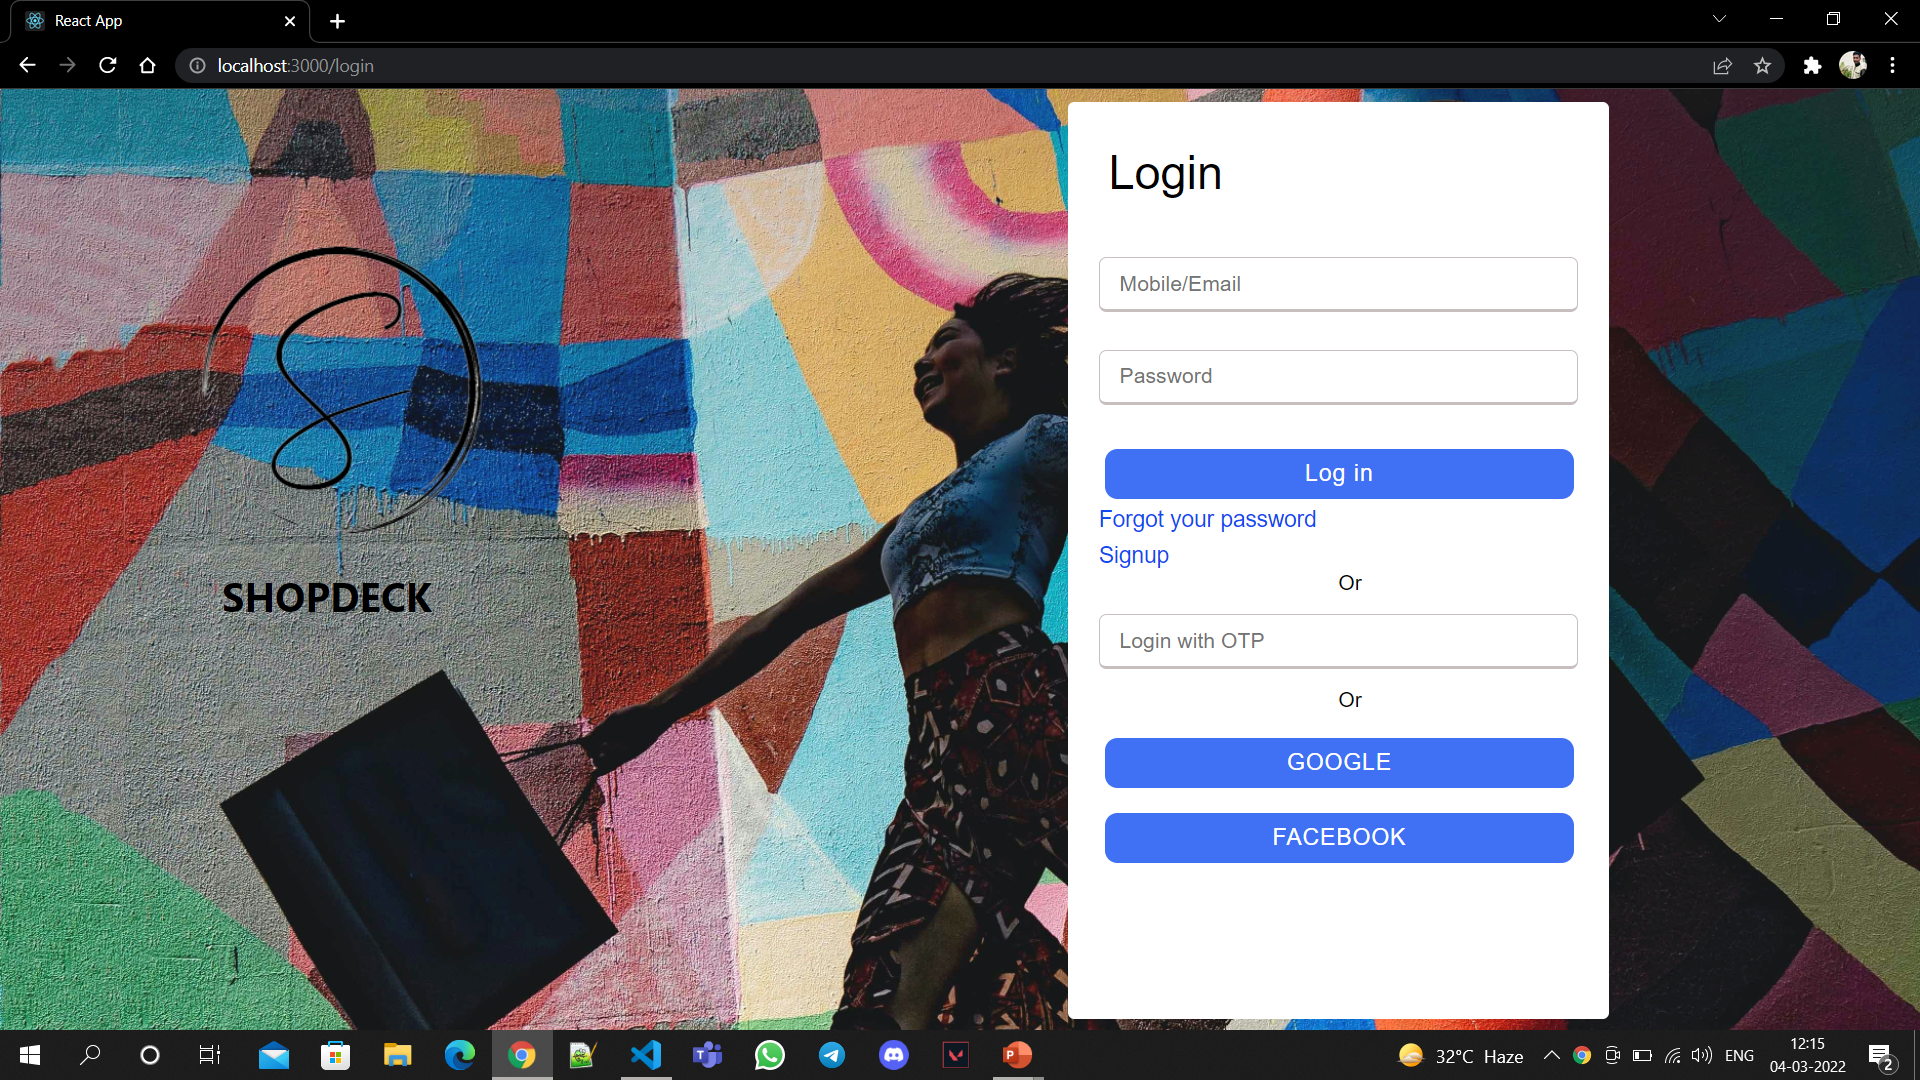 React App
localhost:3000/login
Login
Mobile/Email
Password
Log in
Forgot your password
Signup
Or
Login with OTP
Or
GOOGLE
FACEBOOK
SHOPDECK
32°C Haze
ENG
12:15
04-03-2022
2